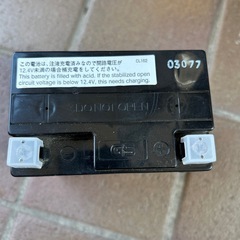 この電池は、注液充電済みなので開路電圧が
12.4V未満の場合補充電をしてください。
This battery is filled with acid. If the stabilized open
circuit voltage is below 12.4V, this needs charging.
03077
DO NOT OPEN
GS